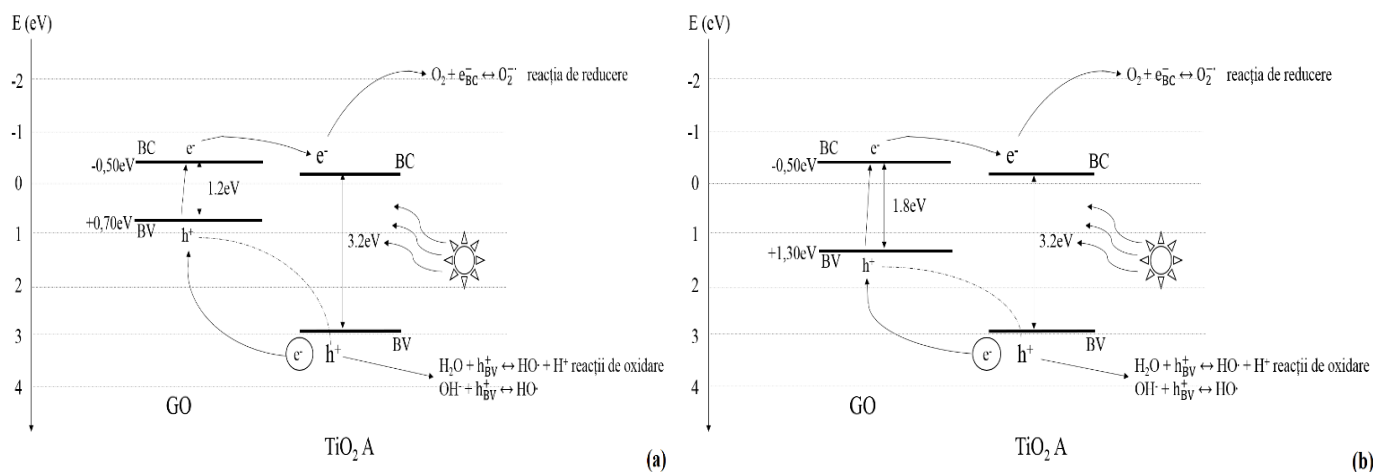 E (eV)
-2
O₂ + e⁻BC ↔ O₂⁻· reacția de reducere
-1
BC e⁻
e⁻
BC
-0,50eV
0
1.2eV
+0,70eV
BV h⁺
1
3.2eV
2
3
e⁻ h⁺ BV
H₂O + h⁺BV ↔ HO· + H⁺ reacții de oxidare
OH⁻ + h⁺BV ↔ HO·
4
GO
TiO₂ A
(a)
E (eV)
-2
O₂ + e⁻BC ↔ O₂⁻· reacția de reducere
-1
BC e⁻
e⁻
BC
-0,50eV
0
1.8eV
1
+1,30eV
BV h⁺
3.2eV
2
3
e⁻ h⁺ BV
H₂O + h⁺BV ↔ HO· + H⁺ reacții de oxidare
OH⁻ + h⁺BV ↔ HO·
4
GO
TiO₂ A
(b)